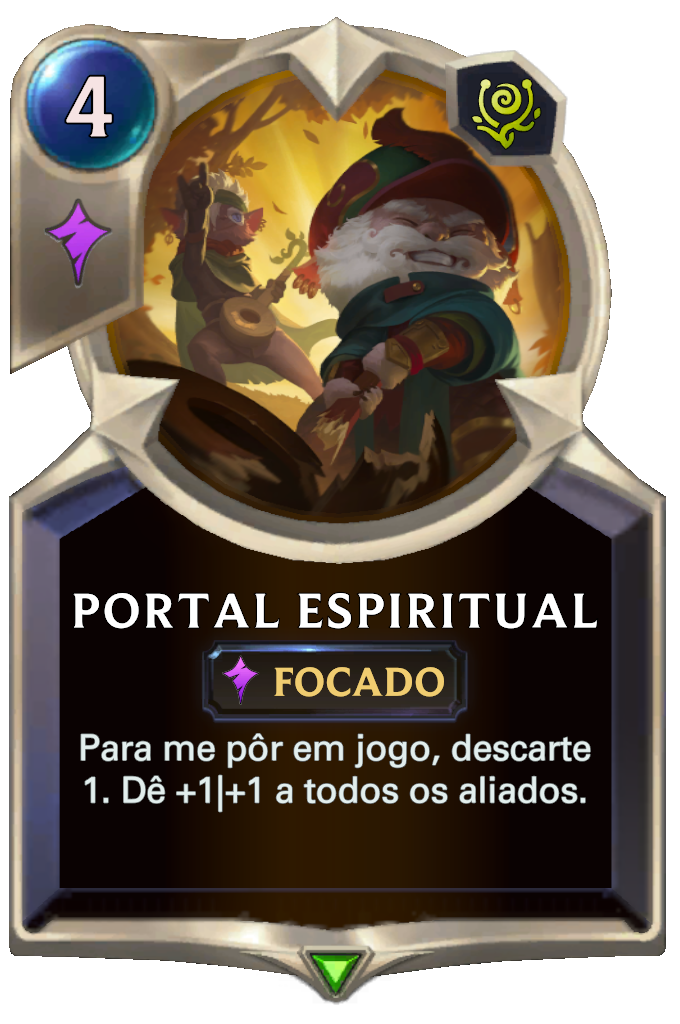 4
PORTAL ESPIRITUAL
FOCADO
Para me pôr em jogo, descarte
1. Dê +1|+1 a todos os aliados.